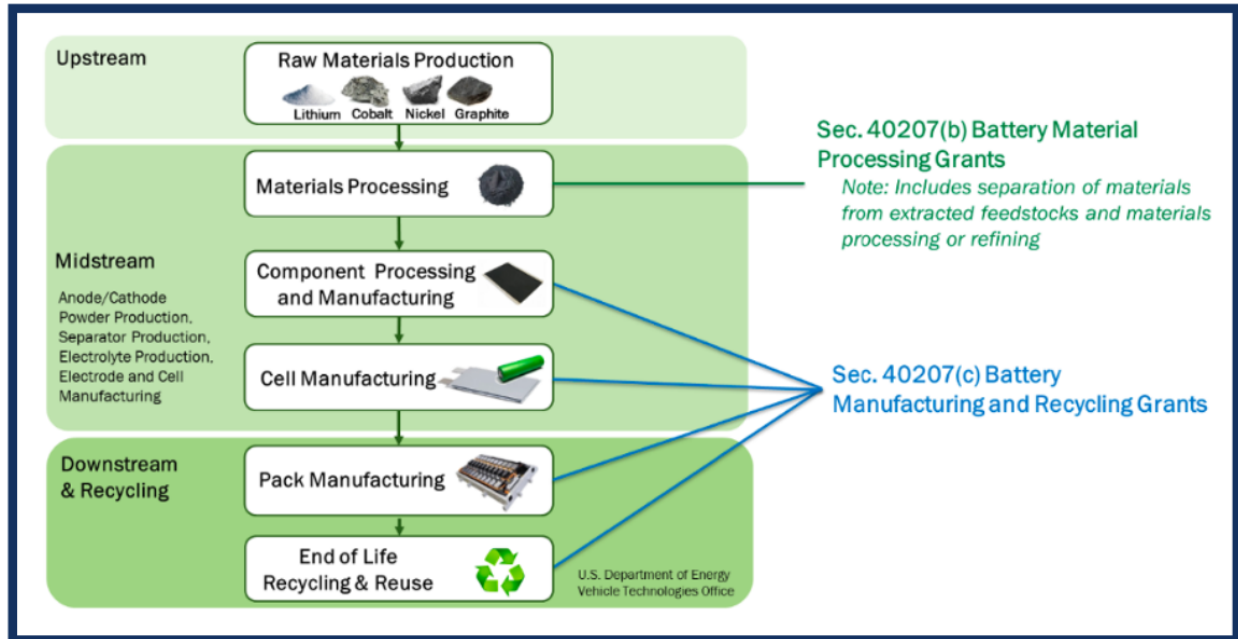 Upstream
Raw Materials Production
Lithium Cobalt Nickel Graphite
Materials Processing
Sec. 40207(b) Battery Material
Processing Grants
Note: Includes separation of materials
from extracted feedstocks and materials
processing or refining
Midstream
Anode/Cathode
Powder Production,
Separator Production,
Electrolyte Production,
Electrode and Cell
Manufacturing
Component Processing
and Manufacturing
Cell Manufacturing
Sec. 40207(c) Battery
Manufacturing and Recycling Grants
Downstream
& Recycling
Pack Manufacturing
End of Life
Recycling & Reuse
U.S. Department of Energy
Vehicle Technologies Office